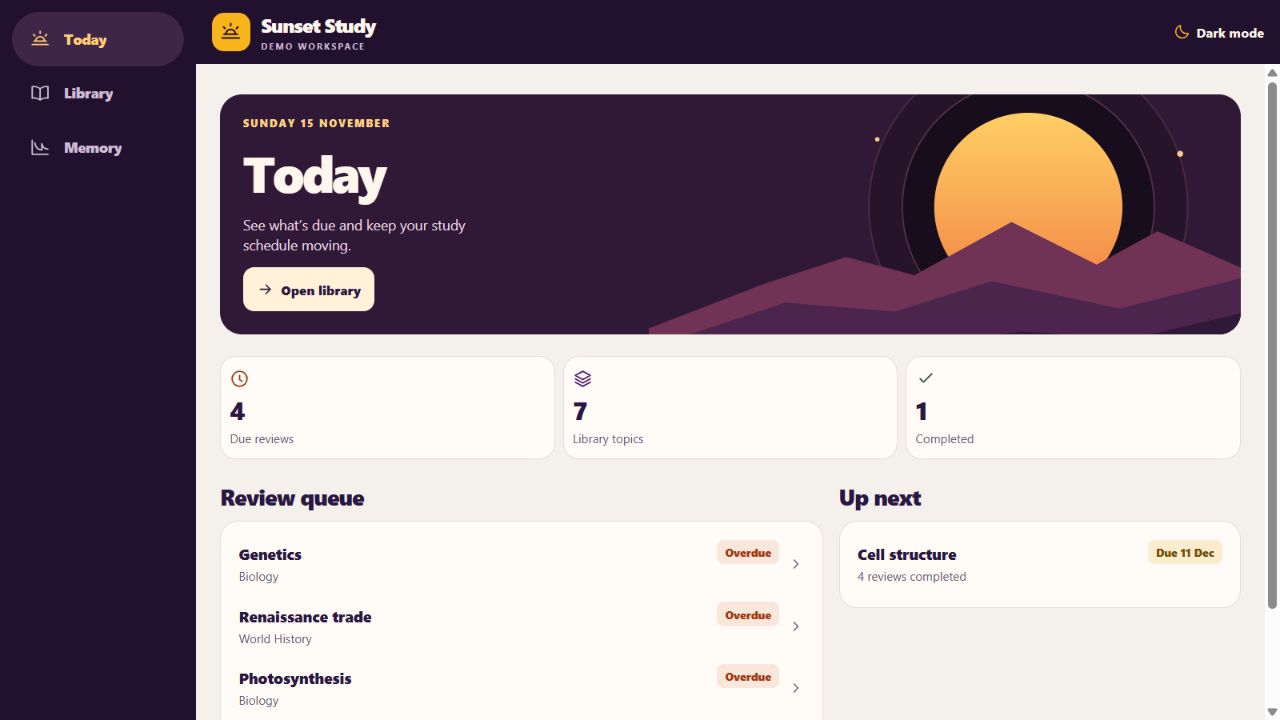 Today
Library
Memory
Sunset Study
DEMO WORKSPACE
Dark mode
SUNDAY 15 NOVEMBER
Today
See what's due and keep your study
schedule moving.
Open library
4
Due reviews
7
Library topics
1
Completed
Review queue
Genetics
Overdue
Biology
Renaissance trade
Overdue
World History
Photosynthesis
Overdue
Biology
Up next
Cell structure
Due 11 Dec
4 reviews completed